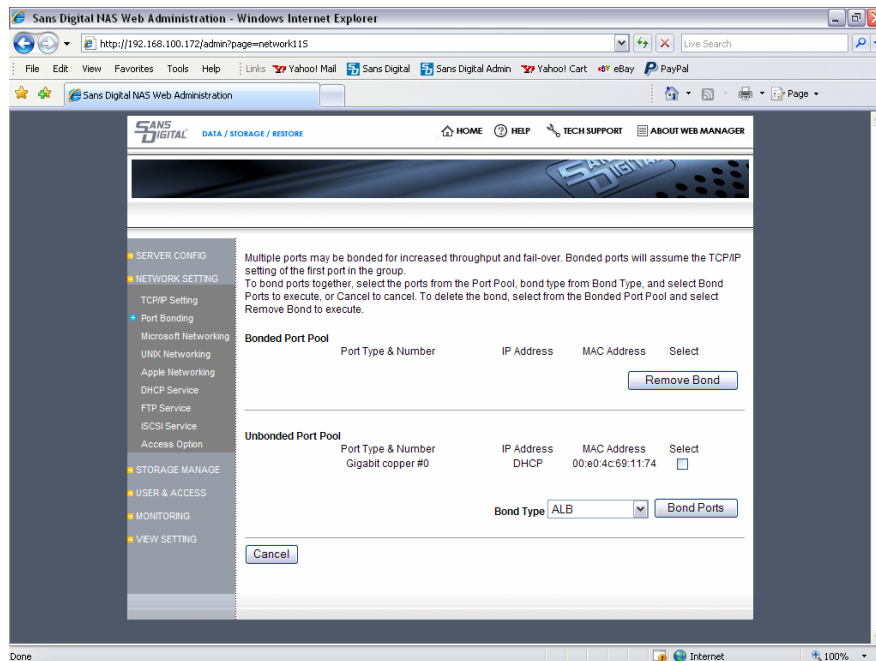 Sans Digital NAS Web Administration - Windows Internet Explorer
http://192.168.100.172/admin?page=network115
Live Search
File Edit View Favorites Tools Help Links Yahoo! Mail Sans Digital Sans Digital Admin Yahoo! Cart eBay PayPal
Sans Digital NAS Web Administration
Page
SANS DIGITAL DATA / STORAGE / RESTORE
HOME HELP TECH SUPPORT ABOUT WEB MANAGER
SANS DIGITAL
SERVER CONFIG
NETWORK SETTING
TCP/IP Setting
Port Bonding
Microsoft Networking
UNIX Networking
Apple Networking
DHCP Service
FTP Service
iSCSI Service
Access Option
STORAGE MANAGE
USER & ACCESS
MONITORING
VIEW SETTING
Multiple ports may be bonded for increased throughput and fail-over. Bonded ports will assume the TCP/IP
setting of the first port in the group.
To bond ports together, select the ports from the Port Pool, bond type from Bond Type, and select Bond
Ports to execute, or Cancel to cancel. To delete the bond, select from the Bonded Port Pool and select
Remove Bond to execute.
Bonded Port Pool
Port Type & Number IP Address MAC Address Select
Remove Bond
Unbonded Port Pool
Port Type & Number IP Address MAC Address Select
Gigabit copper #0 DHCP 00:e0:4c:69:11:74
Bond Type ALB Bond Ports
Cancel
Done Internet 100%